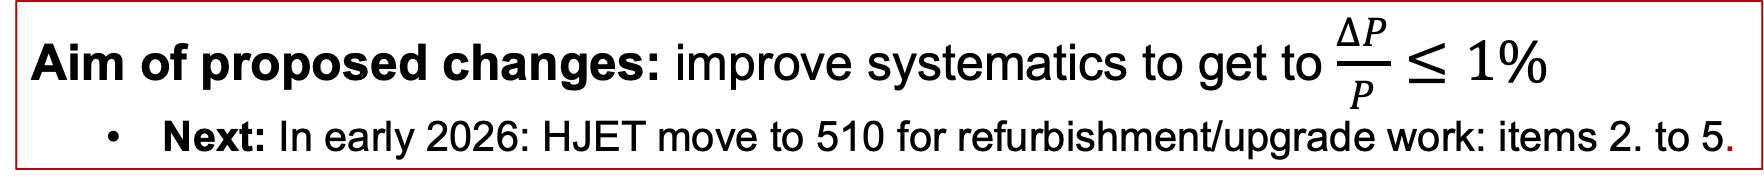 Aim of proposed changes: improve systematics to get to ΔP/P ≤ 1%
• Next: In early 2026: HJET move to 510 for refurbishment/upgrade work: items 2. to 5.